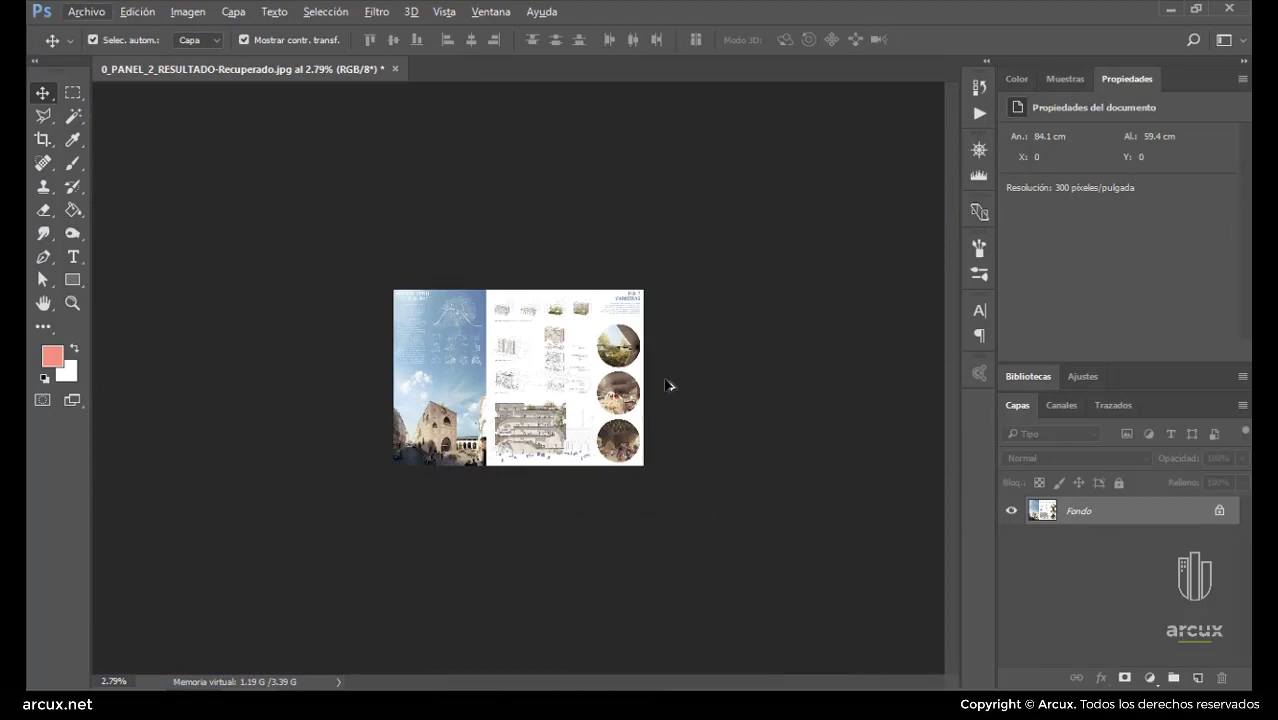 Ps Archivo Edición Imagen Capa Texto Selección Filtro 3D Vista Ventana Ayuda
Selec. autom.: Capa Mostrar contr. transf. Modo 3D:
0_PANEL_2_RESULTADO-Recuperado.jpg al 2.79% (RGB/8*) *
Color Muestras Propiedades
Propiedades del documento
An.: 84.1 cm Al.: 59.4 cm
X: 0 Y: 0
Resolución: 300 píxeles/pulgada
Bibliotecas Ajustes
Capas Canales Trazados
Tipo
Normal Opacidad: 100%
Bloq.: Relleno: 100%
Fondo
arcux
2.79% Memoria virtual: 1.19 G /3.39 G
arcux.net
Copyright © Arcux. Todos los derechos reservados